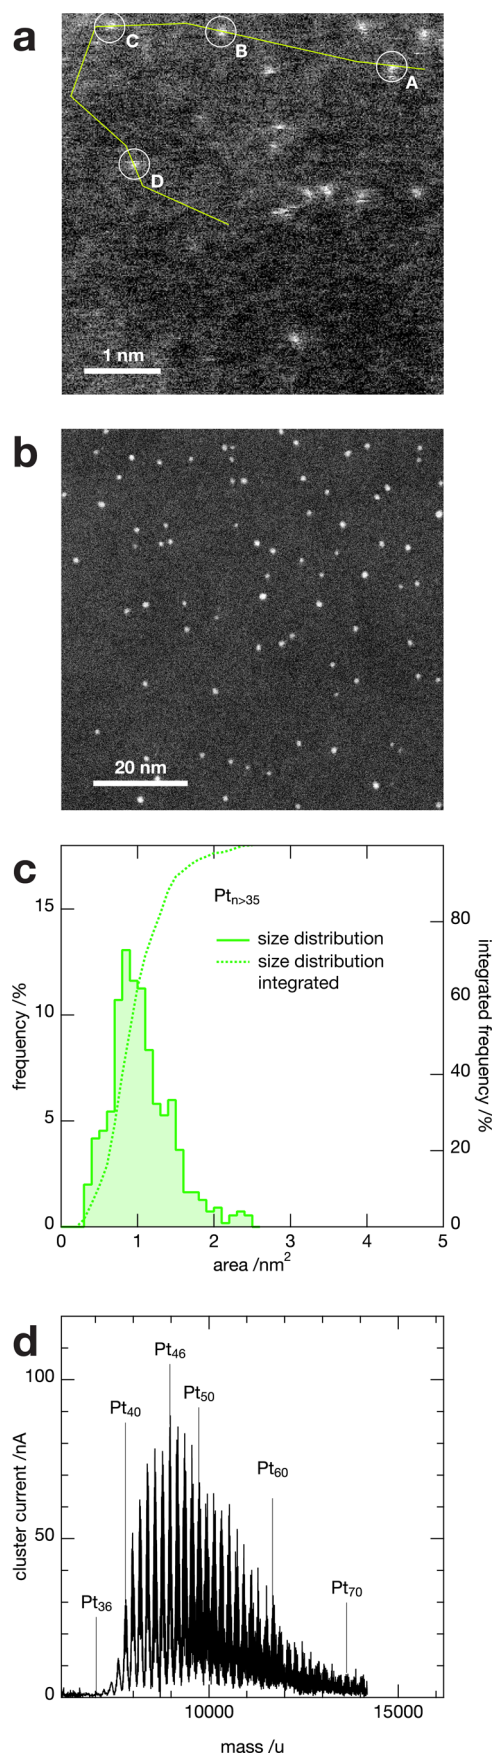 a
C
B
A
D
1 nm
b
20 nm
c
Pt n>35
15
80
size distribution
size distribution
integrated
10
60
frequency /%
integrated frequency /%
40
5
20
0
0
0 1 2 3 4 5
area /nm2
d
Pt46
100
Pt50
Pt40
cluster current /nA
Pt60
50
Pt70
Pt36
0
10000 15000
mass /u